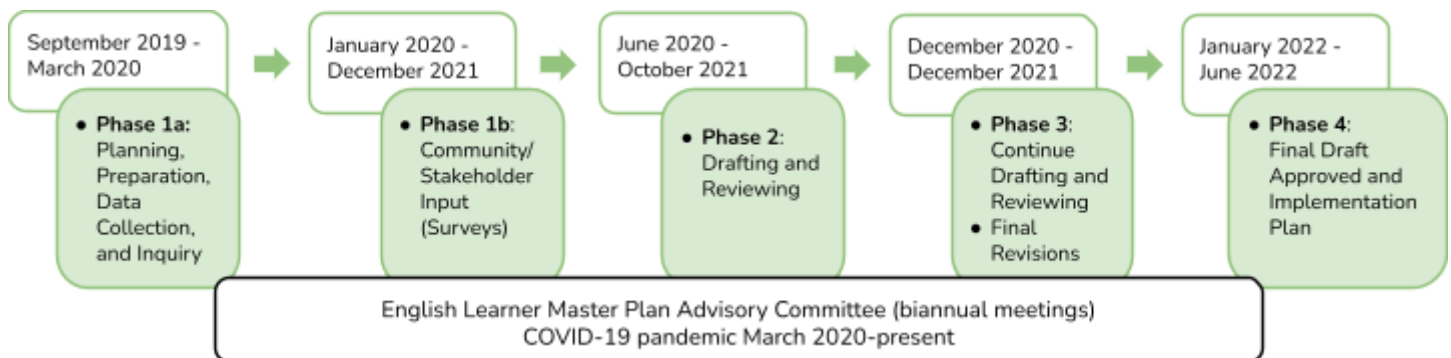 September 2019 -
March 2020
● Phase 1a:
Planning,
Preparation,
Data
Collection,
and Inquiry
January 2020 -
December 2021
● Phase 1b:
Community/
Stakeholder
Input
(Surveys)
June 2020 -
October 2021
● Phase 2:
Drafting and
Reviewing
December 2020 -
December 2021
● Phase 3:
Continue
Drafting and
Reviewing
● Final
Revisions
January 2022 -
June 2022
● Phase 4:
Final Draft
Approved and
Implementation
Plan
English Learner Master Plan Advisory Committee (biannual meetings)
COVID-19 pandemic March 2020-present